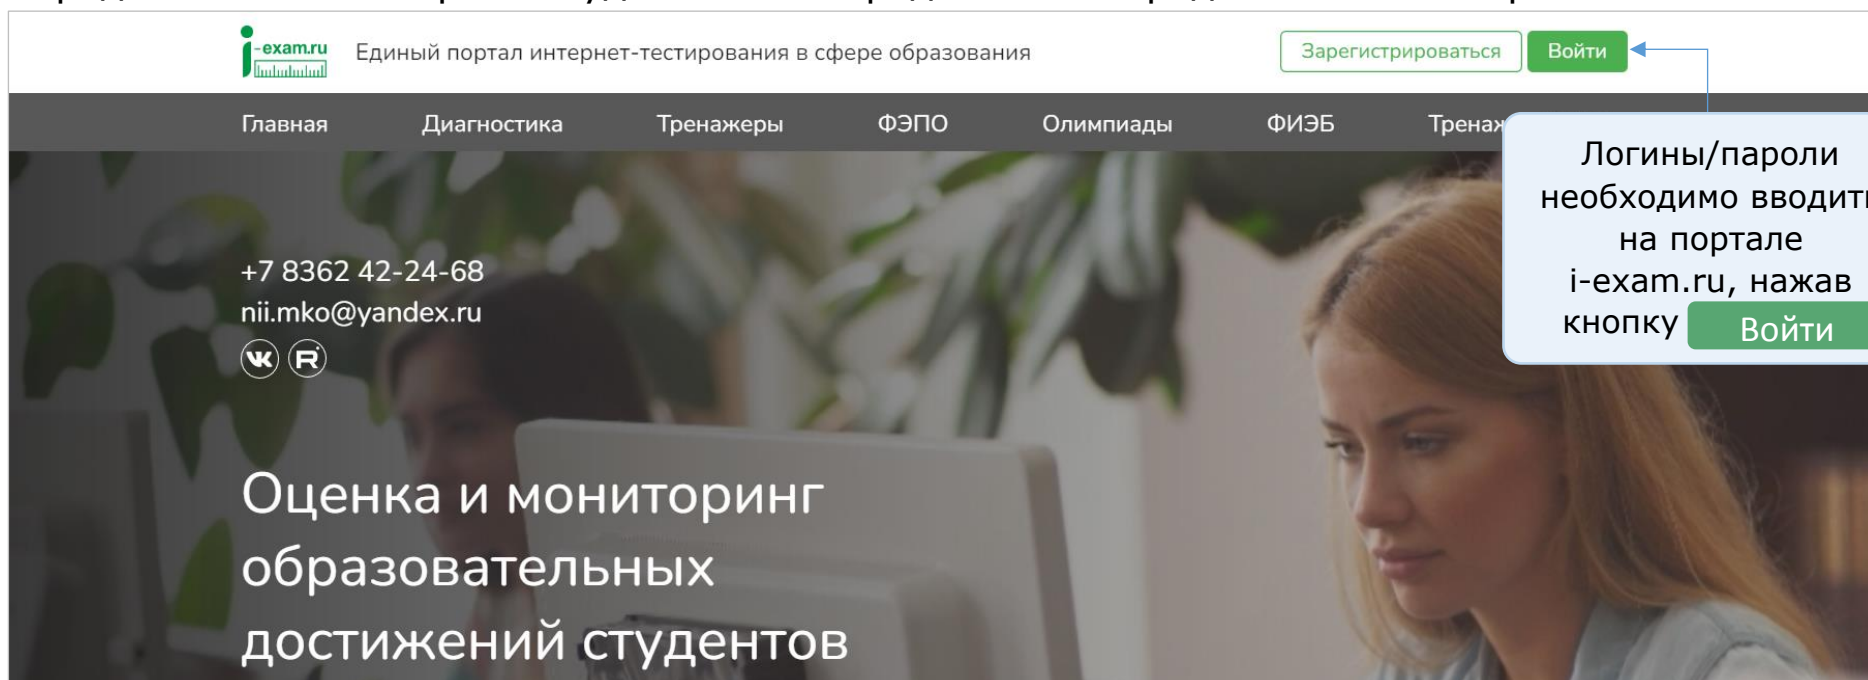 -exam.ru
Единый портал интернет-тестирования в сфере образования
Зарегистрироваться
Войти
Главная
Диагностика
Тренажеры
ФЭПО
Олимпиады
ФИЭБ
Логины/пароли
необходимо вводить
на портале
i-exam.ru, нажав
кнопку Войти
+7 8362 42-24-68
nii.mko@yandex.ru
Оценка и мониторинг
образовательных
достижений студентов